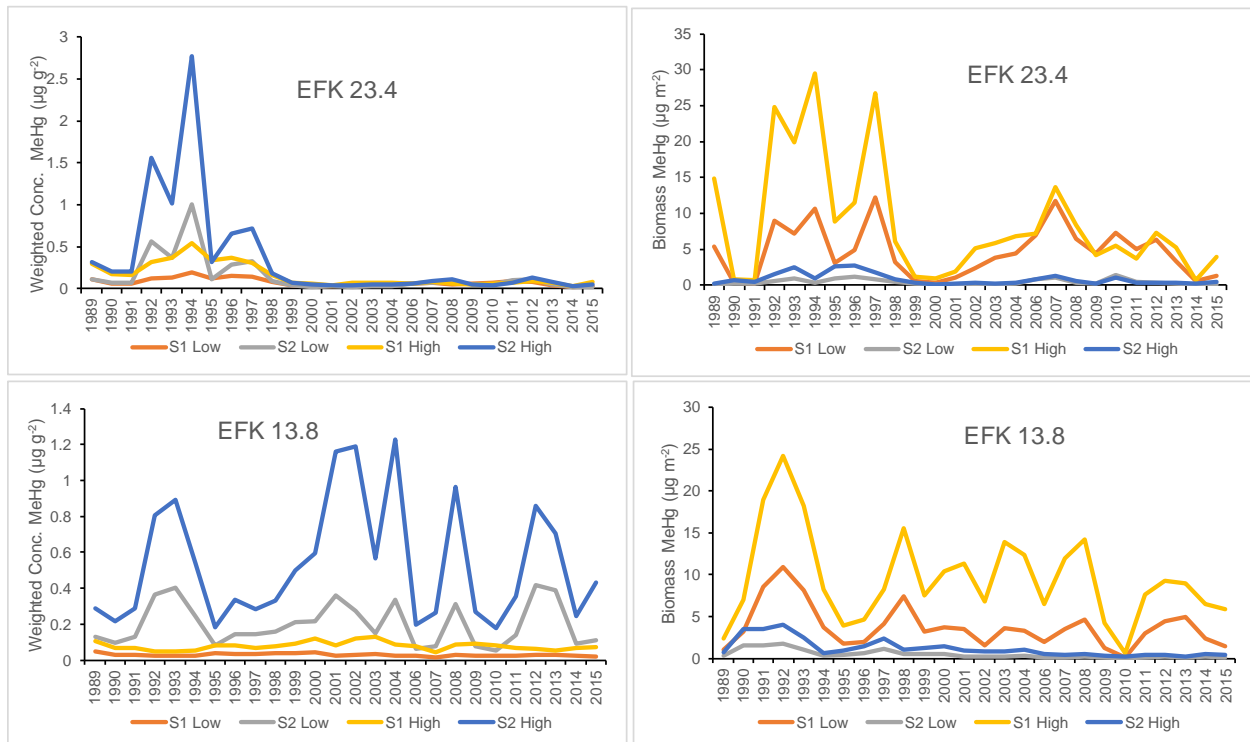 Weighted Conc. MeHg (µg g⁻²)
3
2.5
2
1.5
1
0.5
0
EFK 23.4
1989 1990 1991 1992 1993 1994 1995 1996 1997 1998 1999 2000 2001 2002 2003 2004 2005 2006 2007 2008 2009 2010 2011 2012 2013 2014 2015
S1 Low S2 Low S1 High S2 High
Biomass MeHg (µg m⁻²)
35
30
25
20
15
10
5
0
EFK 23.4
1989 1990 1991 1992 1993 1994 1995 1996 1997 1998 1999 2000 2001 2002 2003 2004 2005 2006 2007 2008 2009 2010 2011 2012 2013 2014 2015
S1 Low S2 Low S1 High S2 High
Weighted Conc. MeHg (µg g⁻²)
1.4
1.2
1
0.8
0.6
0.4
0.2
0
EFK 13.8
1989 1990 1991 1992 1993 1994 1995 1996 1997 1998 1999 2000 2001 2002 2003 2004 2005 2006 2007 2008 2009 2010 2011 2012 2013 2014 2015
S1 Low S2 Low S1 High S2 High
Biomass MeHg (µg m⁻²)
30
25
20
15
10
5
0
EFK 13.8
1989 1990 1991 1992 1993 1994 1995 1996 1997 1998 1999 2000 2001 2002 2003 2004 2005 2006 2007 2008 2009 2010 2011 2012 2013 2014 2015
S1 Low S2 Low S1 High S2 High